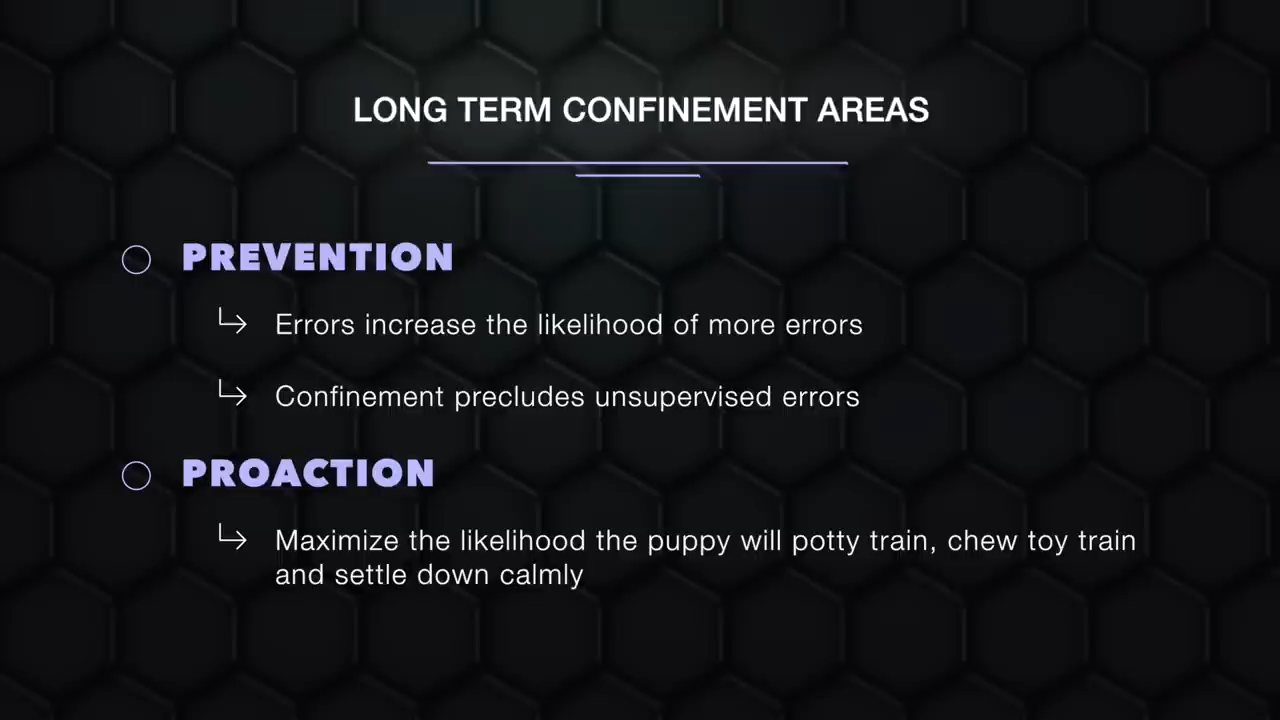 LONG TERM CONFINEMENT AREAS
PREVENTION
Errors increase the likelihood of more errors
Confinement precludes unsupervised errors
PROACTION
Maximize the likelihood the puppy will potty train, chew toy train
and settle down calmly